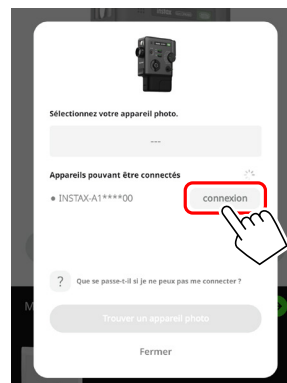 Sélectionnez votre appareil photo.
---
Appareils pouvant être connectés
• INSTAX-A1****00 connexion
? Que se passe-t-il si je ne peux pas me connecter ?
Trouver un appareil photo
Fermer
M